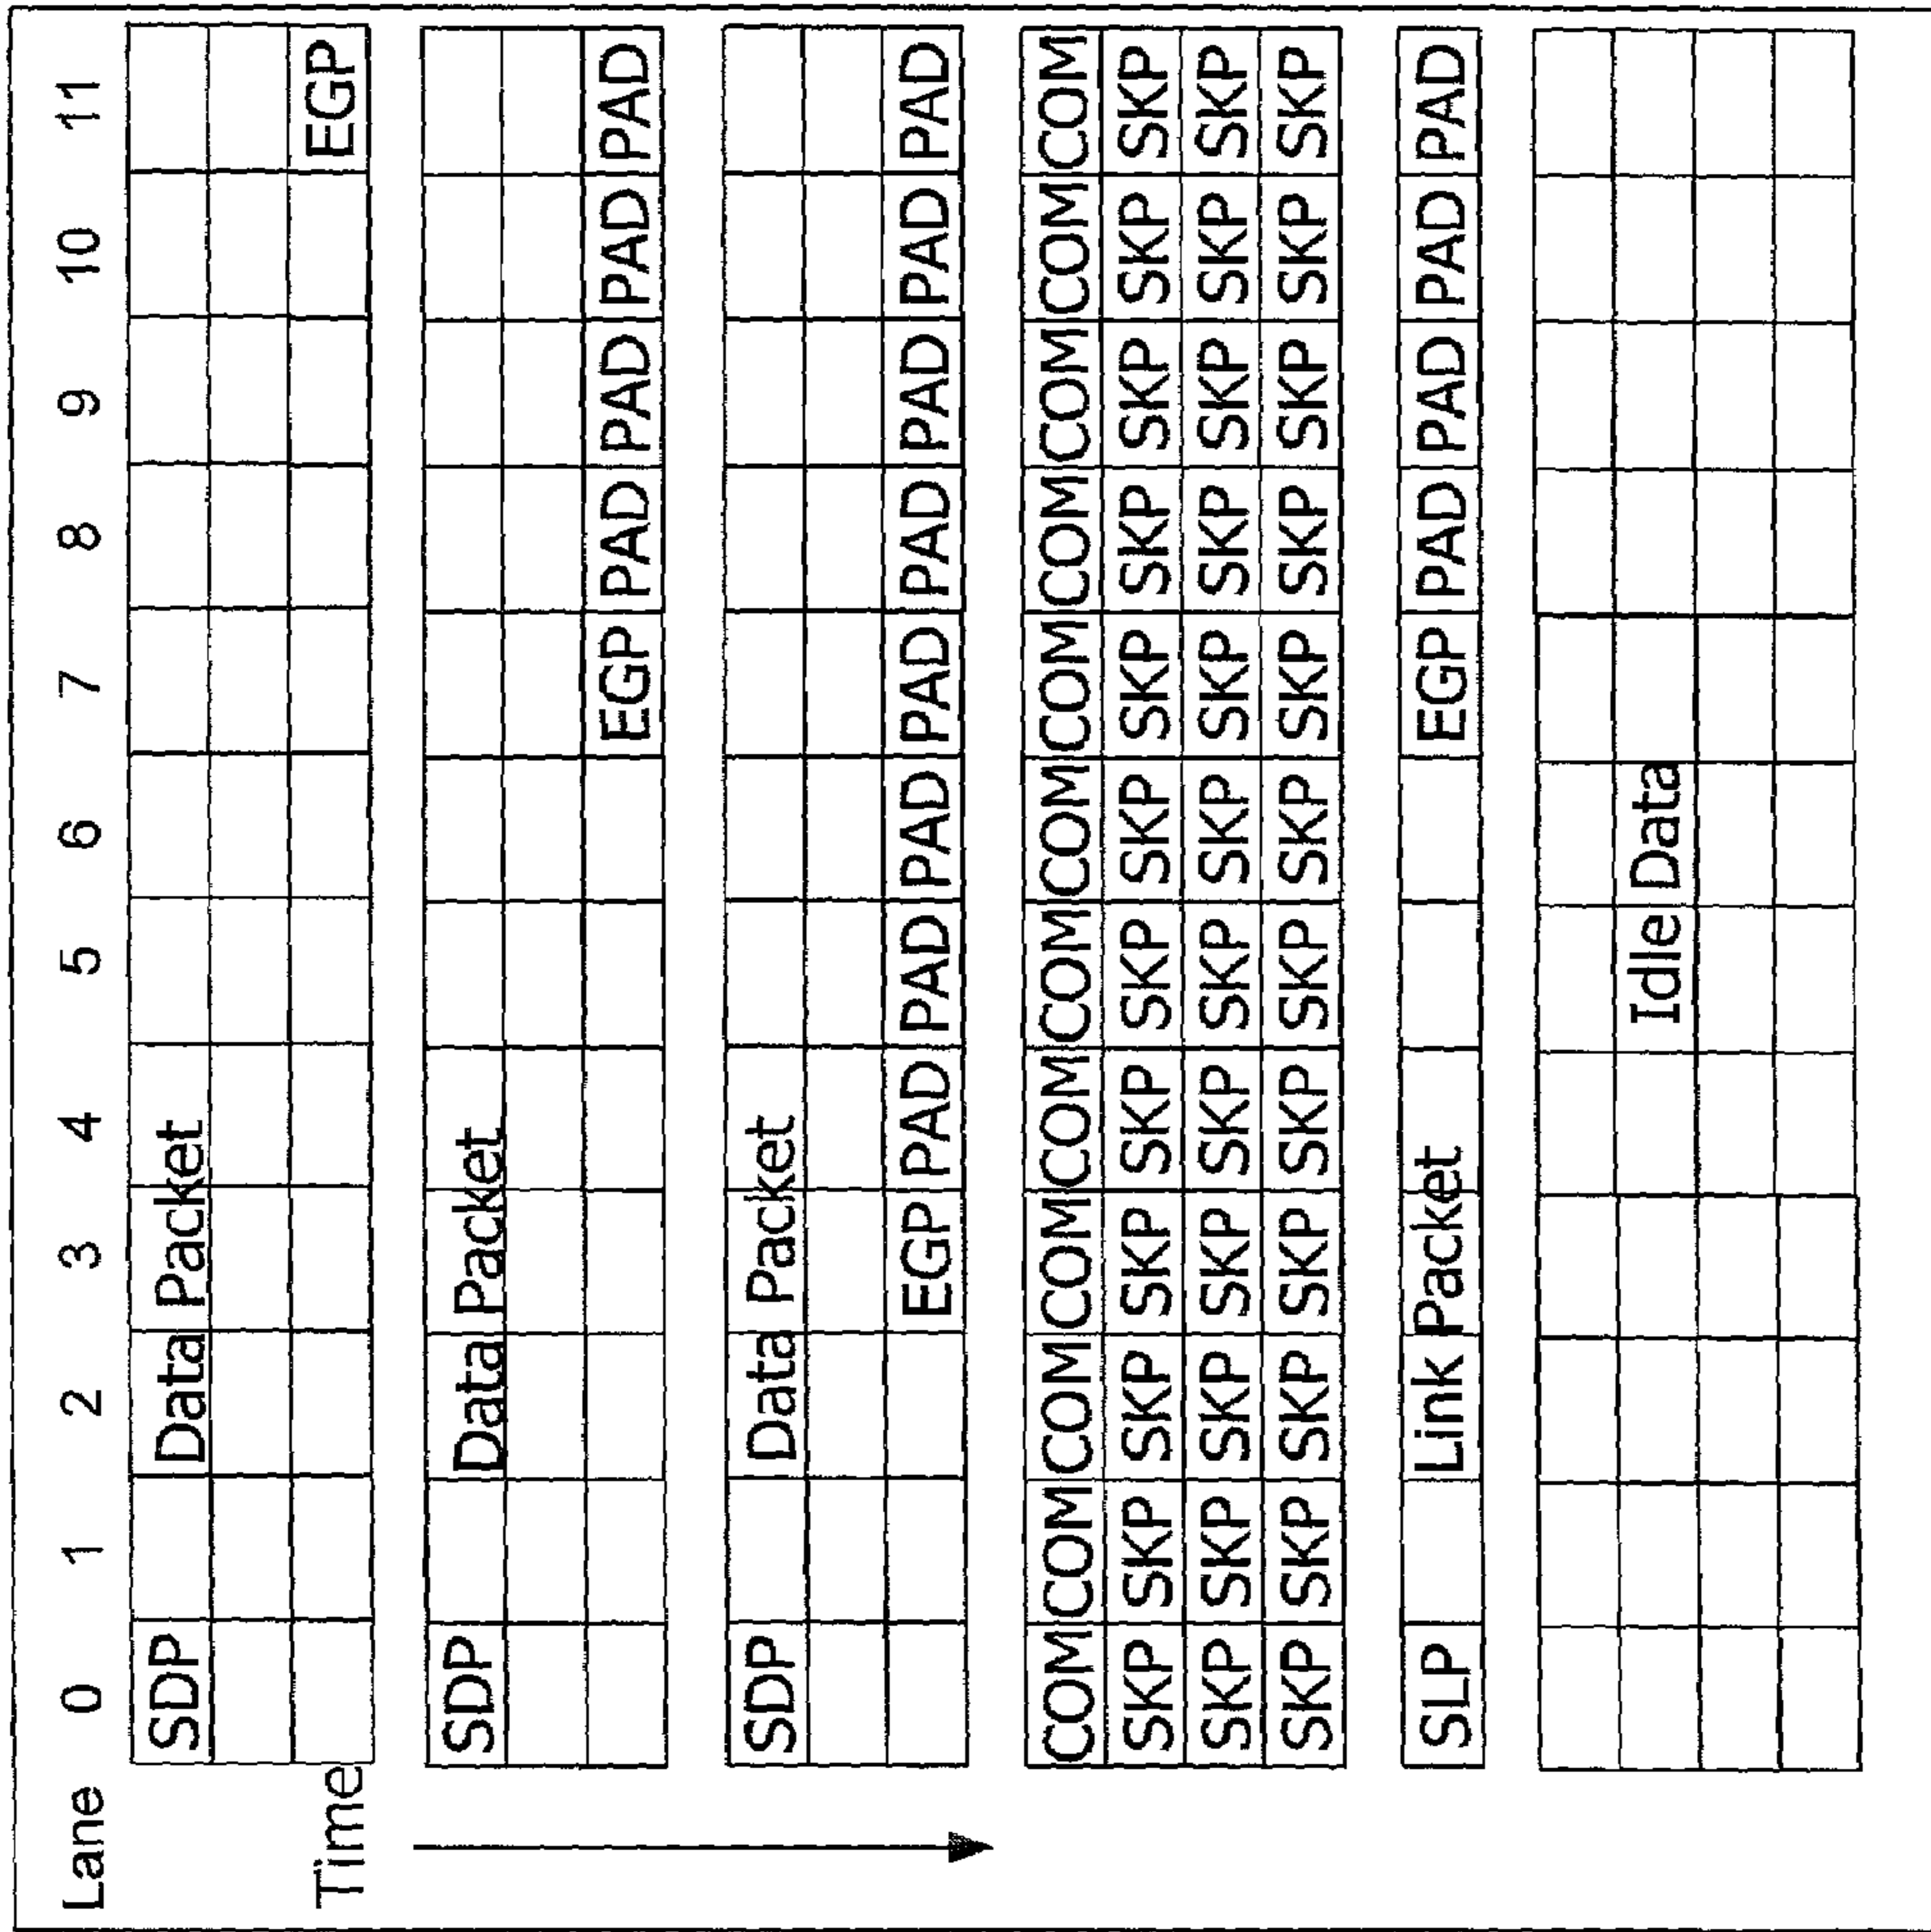 Lane 0 1 2 3 4 5 6 7 8 9 10 11
Time
SDP Data Packet
EGP
SDP Data Packet
EGP PAD PAD PAD PAD
SDP Data Packet
EGP PAD PAD PAD PAD PAD PAD PAD PAD
COM COM COM COM COM COM COM COM COM COM COM COM
SKP SKP SKP SKP SKP SKP SKP SKP SKP SKP SKP SKP
SKP SKP SKP SKP SKP SKP SKP SKP SKP SKP SKP SKP
SKP SKP SKP SKP SKP SKP SKP SKP SKP SKP SKP SKP
SLP Link Packet EGP PAD PAD PAD PAD
Idle Data